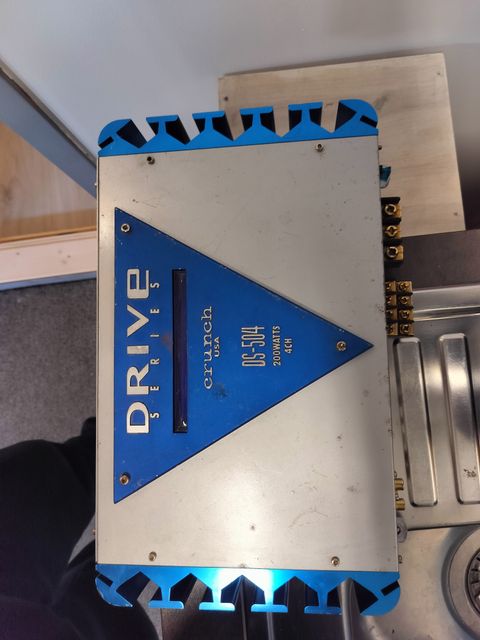 DRIVE
SERIES
crunch
USA
DS-504
200WATTS
4CH